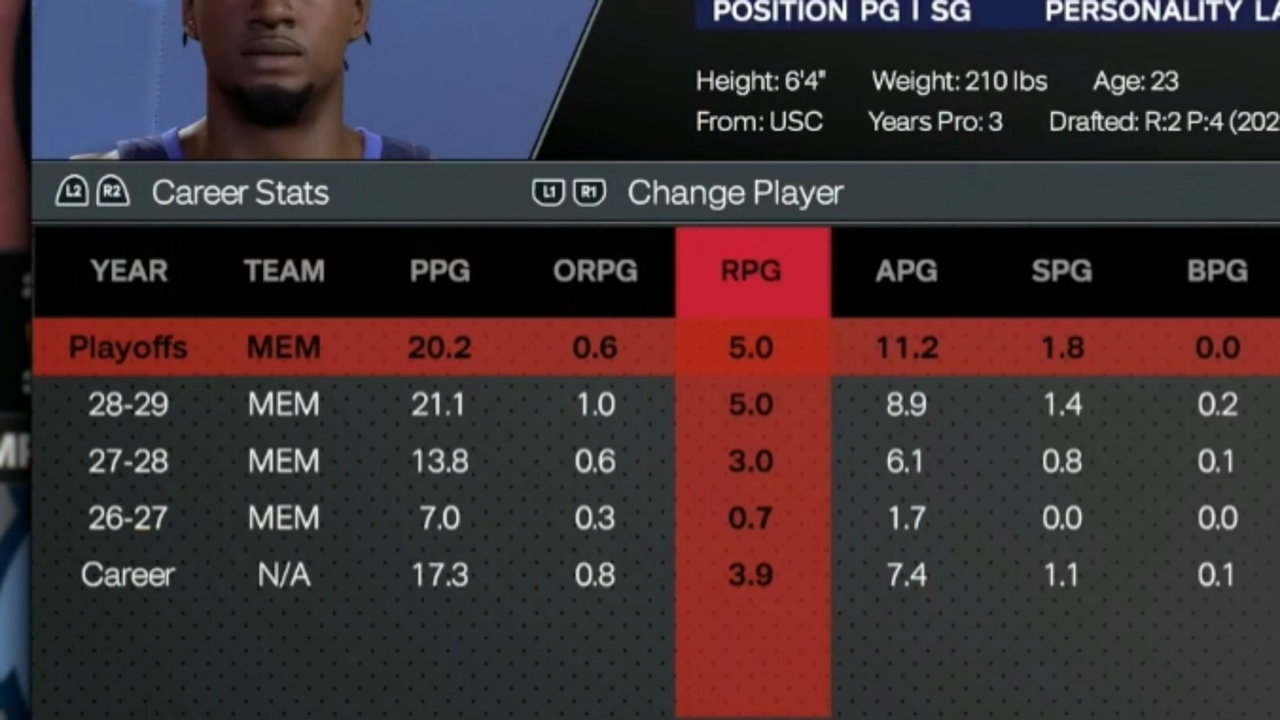 POSITION PG | SG PERSONALITY
Height: 6'4" Weight: 210 lbs Age: 23
From: USC Years Pro: 3 Drafted: R:2 P:4 (202
L2 R2 Career Stats L1 R1 Change Player
YEAR TEAM PPG ORPG RPG APG SPG BPG
Playoffs MEM 20.2 0.6 5.0 11.2 1.8 0.0
28-29 MEM 21.1 1.0 5.0 8.9 1.4 0.2
27-28 MEM 13.8 0.6 3.0 6.1 0.8 0.1
26-27 MEM 7.0 0.3 0.7 1.7 0.0 0.0
Career N/A 17.3 0.8 3.9 7.4 1.1 0.1